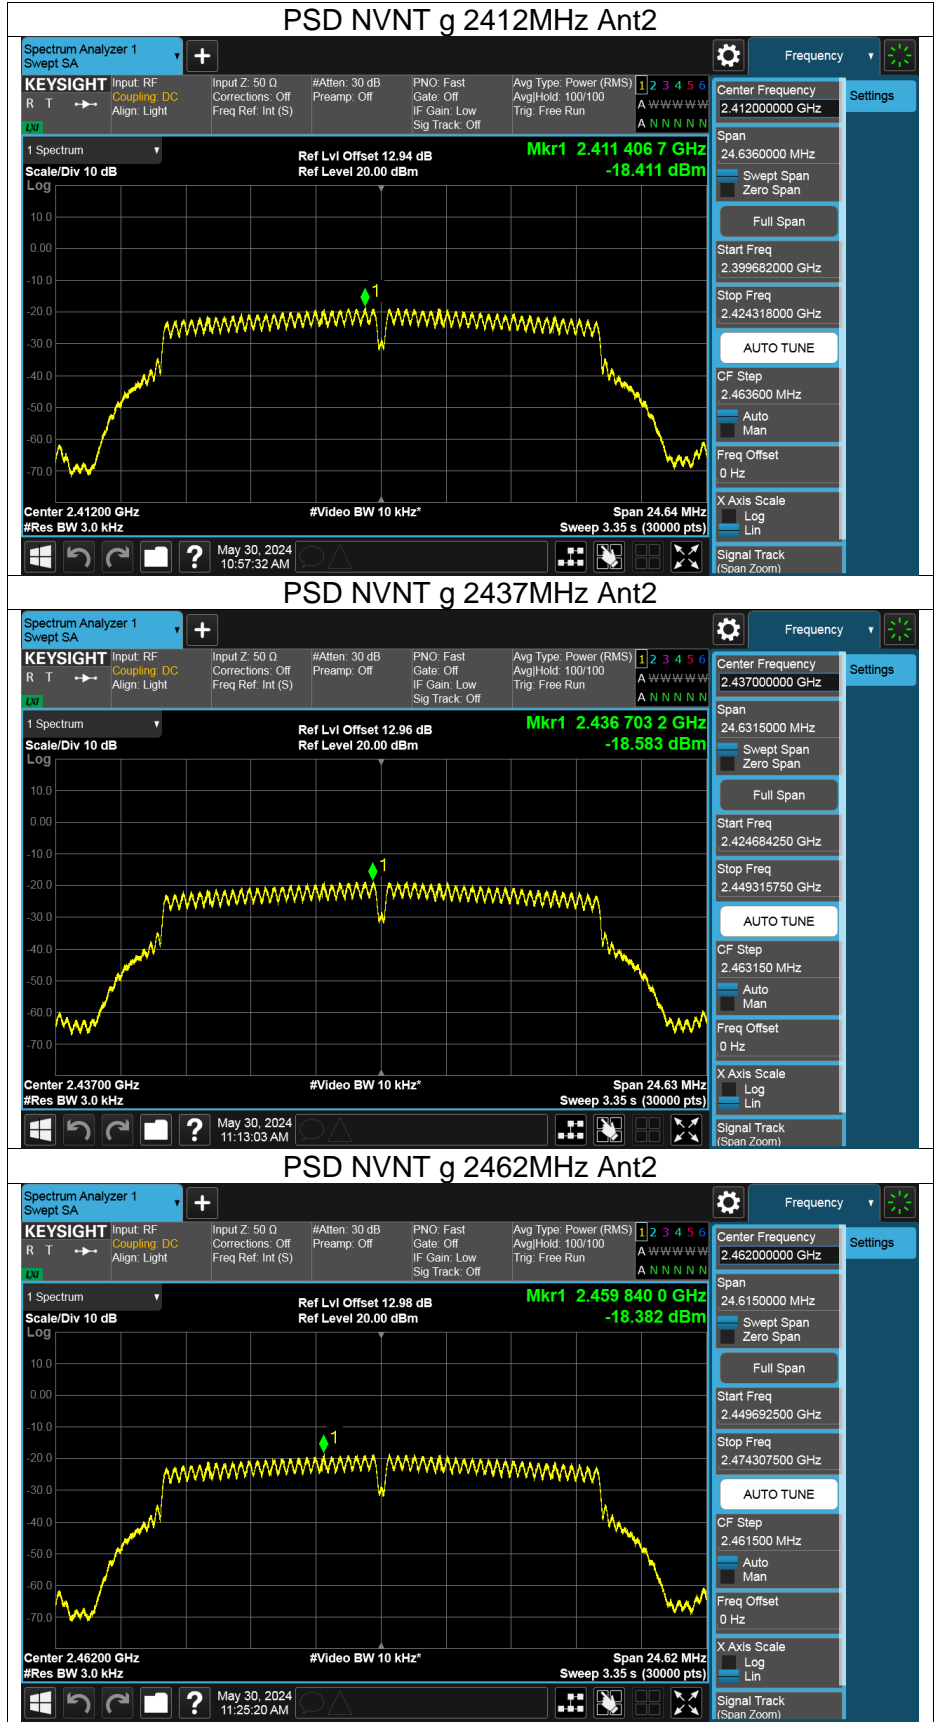 PSD NVNT g 2412MHz Ant2
Spectrum Analyzer 1
Swept SA
Frequency
KEYSIGHT
R T
LXI
Input: RF
Coupling: DC
Align: Light
Input Z: 50 Ω
Corrections: Off
Freq Ref: Int (S)
#Atten: 30 dB
Preamp: Off
PNO: Fast
Gate: Off
IF Gain: Low
Sig Track: Off
Avg Type: Power (RMS)
Avg|Hold: 100/100
Trig: Free Run
1 2 3 4 5 6
A W W W W W
A N N N N N
1 Spectrum
Scale/Div 10 dB
Log
Ref Lvl Offset 12.94 dB
Ref Level 20.00 dBm
Mkr1 2.411 406 7 GHz
-18.411 dBm
10.0
0.00
-10.0
-20.0
-30.0
-40.0
-50.0
-60.0
-70.0
1
Center 2.41200 GHz
#Res BW 3.0 kHz
#Video BW 10 kHz*
Span 24.64 MHz
Sweep 3.35 s (30000 pts)
May 30, 2024
10:57:32 AM
Center Frequency
2.412000000 GHz
Settings
Span
24.6360000 MHz
Swept Span
Zero Span
Full Span
Start Freq
2.399682000 GHz
Stop Freq
2.424318000 GHz
AUTO TUNE
CF Step
2.463600 MHz
Auto
Man
Freq Offset
0 Hz
X Axis Scale
Log
Lin
Signal Track
(Span Zoom)
PSD NVNT g 2437MHz Ant2
Spectrum Analyzer 1
Swept SA
Frequency
KEYSIGHT
R T
LXI
Input: RF
Coupling: DC
Align: Light
Input Z: 50 Ω
Corrections: Off
Freq Ref: Int (S)
#Atten: 30 dB
Preamp: Off
PNO: Fast
Gate: Off
IF Gain: Low
Sig Track: Off
Avg Type: Power (RMS)
Avg|Hold: 100/100
Trig: Free Run
1 2 3 4 5 6
A W W W W W
A N N N N N
1 Spectrum
Scale/Div 10 dB
Log
Ref Lvl Offset 12.96 dB
Ref Level 20.00 dBm
Mkr1 2.436 703 2 GHz
-18.583 dBm
10.0
0.00
-10.0
-20.0
-30.0
-40.0
-50.0
-60.0
-70.0
1
Center 2.43700 GHz
#Res BW 3.0 kHz
#Video BW 10 kHz*
Span 24.63 MHz
Sweep 3.35 s (30000 pts)
May 30, 2024
11:13:03 AM
Center Frequency
2.437000000 GHz
Settings
Span
24.6315000 MHz
Swept Span
Zero Span
Full Span
Start Freq
2.424684250 GHz
Stop Freq
2.449315750 GHz
AUTO TUNE
CF Step
2.463150 MHz
Auto
Man
Freq Offset
0 Hz
X Axis Scale
Log
Lin
Signal Track
(Span Zoom)
PSD NVNT g 2462MHz Ant2
Spectrum Analyzer 1
Swept SA
Frequency
KEYSIGHT
R T
LXI
Input: RF
Coupling: DC
Align: Light
Input Z: 50 Ω
Corrections: Off
Freq Ref: Int (S)
#Atten: 30 dB
Preamp: Off
PNO: Fast
Gate: Off
IF Gain: Low
Sig Track: Off
Avg Type: Power (RMS)
Avg|Hold: 100/100
Trig: Free Run
1 2 3 4 5 6
A W W W W W
A N N N N N
1 Spectrum
Scale/Div 10 dB
Log
Ref Lvl Offset 12.98 dB
Ref Level 20.00 dBm
Mkr1 2.459 840 0 GHz
-18.382 dBm
10.0
0.00
-10.0
-20.0
-30.0
-40.0
-50.0
-60.0
-70.0
1
Center 2.46200 GHz
#Res BW 3.0 kHz
#Video BW 10 kHz*
Span 24.62 MHz
Sweep 3.35 s (30000 pts)
May 30, 2024
11:25:20 AM
Center Frequency
2.462000000 GHz
Settings
Span
24.6150000 MHz
Swept Span
Zero Span
Full Span
Start Freq
2.449692500 GHz
Stop Freq
2.474307500 GHz
AUTO TUNE
CF Step
2.461500 MHz
Auto
Man
Freq Offset
0 Hz
X Axis Scale
Log
Lin
Signal Track
(Span Zoom)